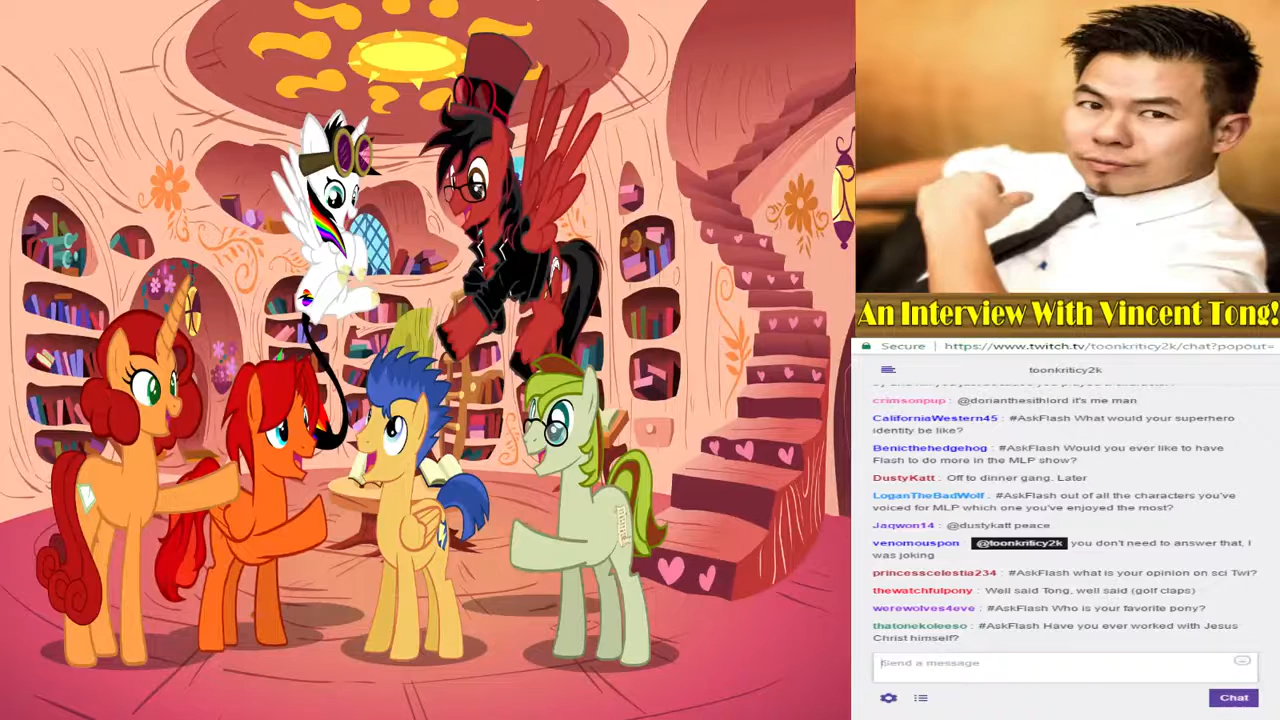 An Interview With Vincent Tong!
Secure | https://www.twitch.tv/toonkriticy2k/chat?popout=
toonkriticy2k
crimsonpup: @dorianthesithlord it's me man
CaliforniaWestern45: #AskFlash What would your superhero
identity be like?
Benicthehedgehog: #AskFlash Would you ever like to have
Flash to do more in the MLP show?
DustyKatt: Off to dinner gang. Later
LoganTheBadWolf: #AskFlash out of all the characters you've
voiced for MLP which one you've enjoyed the most?
Jaqwon14: @dustykatt peace
venomouspon: @toonkriticy2k you don't need to answer that, I
was joking
princesscelestia234: #AskFlash what is your opinion on sci Twi?
thewatchfulpony: Well said Tong, well said (golf claps)
werewolves4eve: #AskFlash Who is your favorite pony?
thatonekoleeso: #AskFlash Have you ever worked with Jesus
Christ himself?
Send a message
Chat